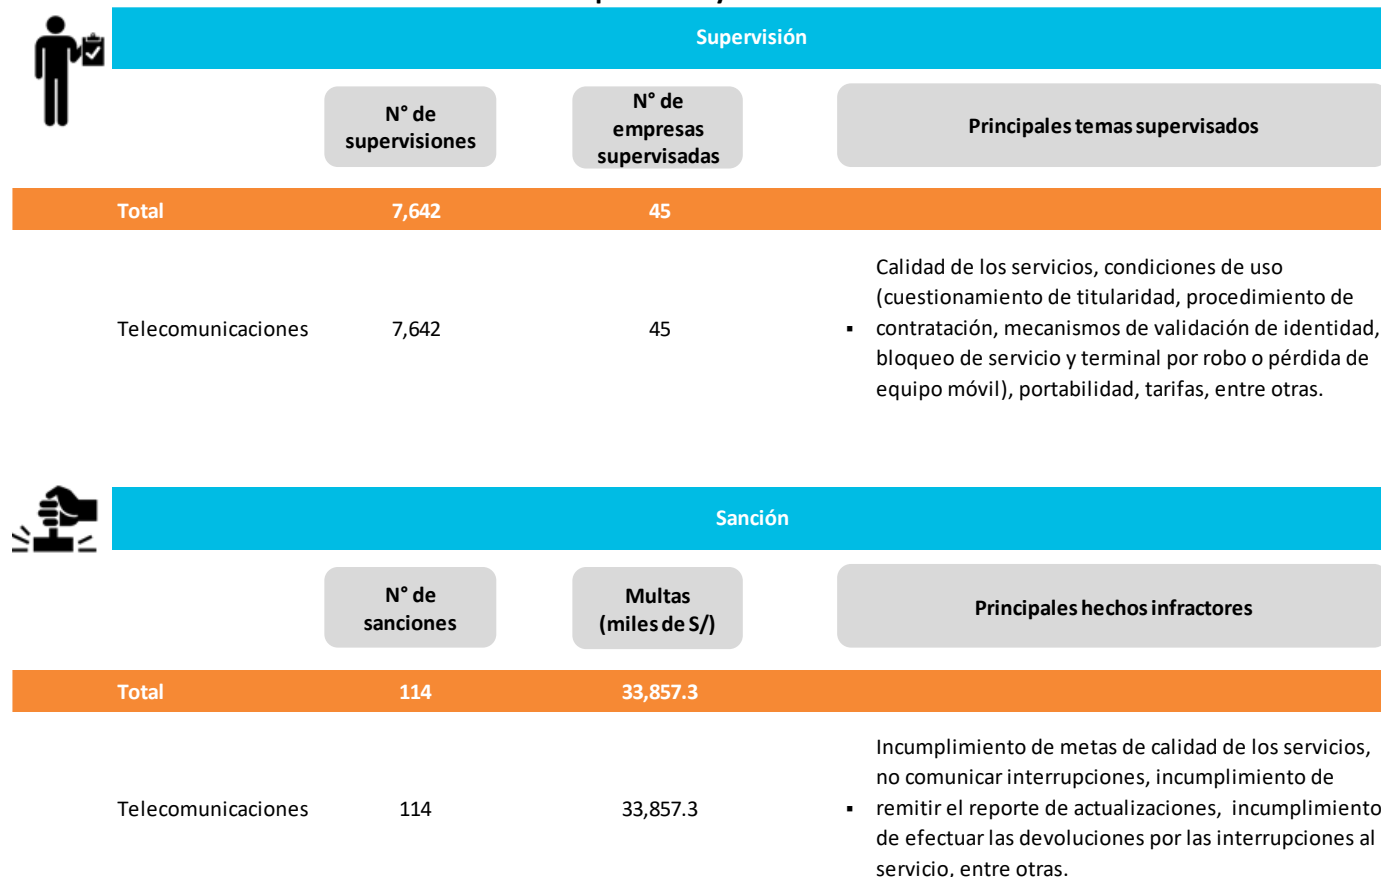 Supervisión
N° de
supervisiones
N° de
empresas
supervisadas
Principales temas supervisados
Total 7,642 45
Calidad de los servicios, condiciones de uso
(cuestionamiento de titularidad, procedimiento de
Telecomunicaciones 7,642 45 ▪ contratación, mecanismos de validación de identidad,
bloqueo de servicio y terminal por robo o pérdida de
equipo móvil), portabilidad, tarifas, entre otras.
Sanción
N° de
sanciones
Multas
(miles de S/)
Principales hechos infractores
Total 114 33,857.3
Incumplimiento de metas de calidad de los servicios,
no comunicar interrupciones, incumplimiento de
Telecomunicaciones 114 33,857.3 ▪ remitir el reporte de actualizaciones, incumplimiento
de efectuar las devoluciones por las interrupciones al
servicio, entre otras.